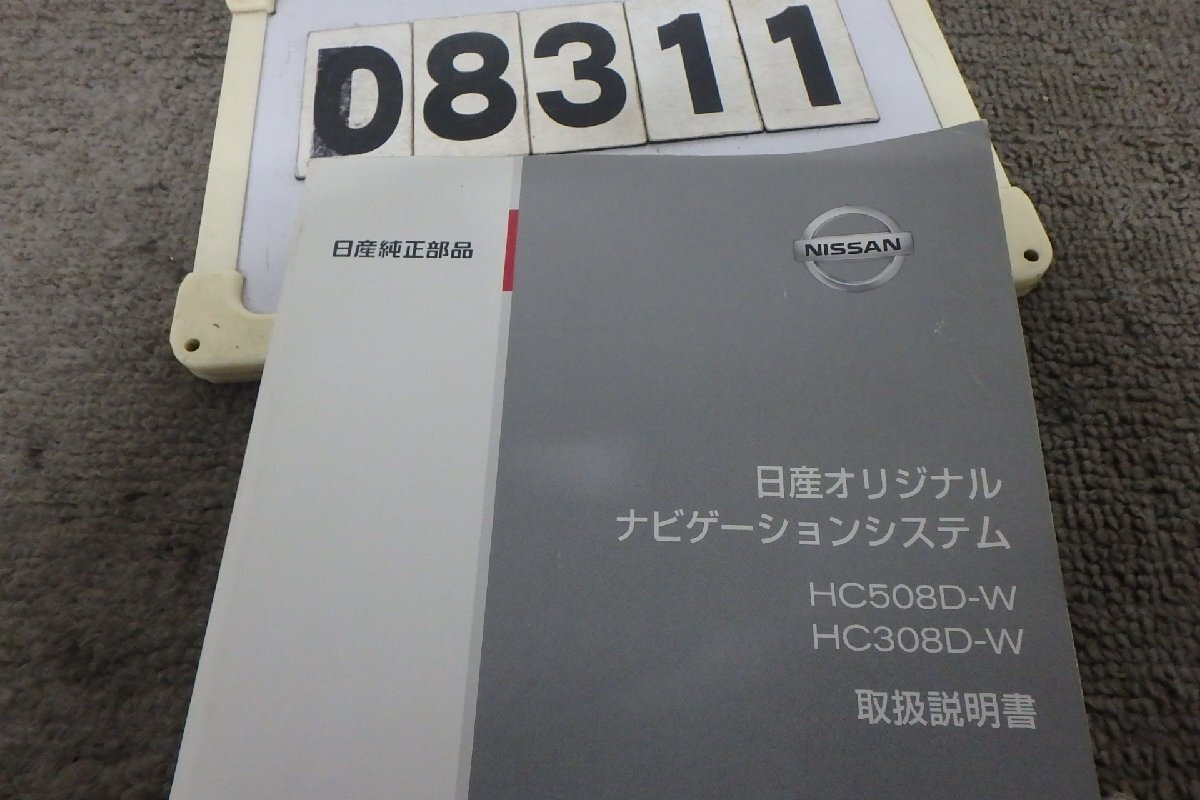 D8311
日産純正部品
NISSAN
日産オリジナル
ナビゲーションシステム
HC508D-W
HC308D-W
取扱説明書